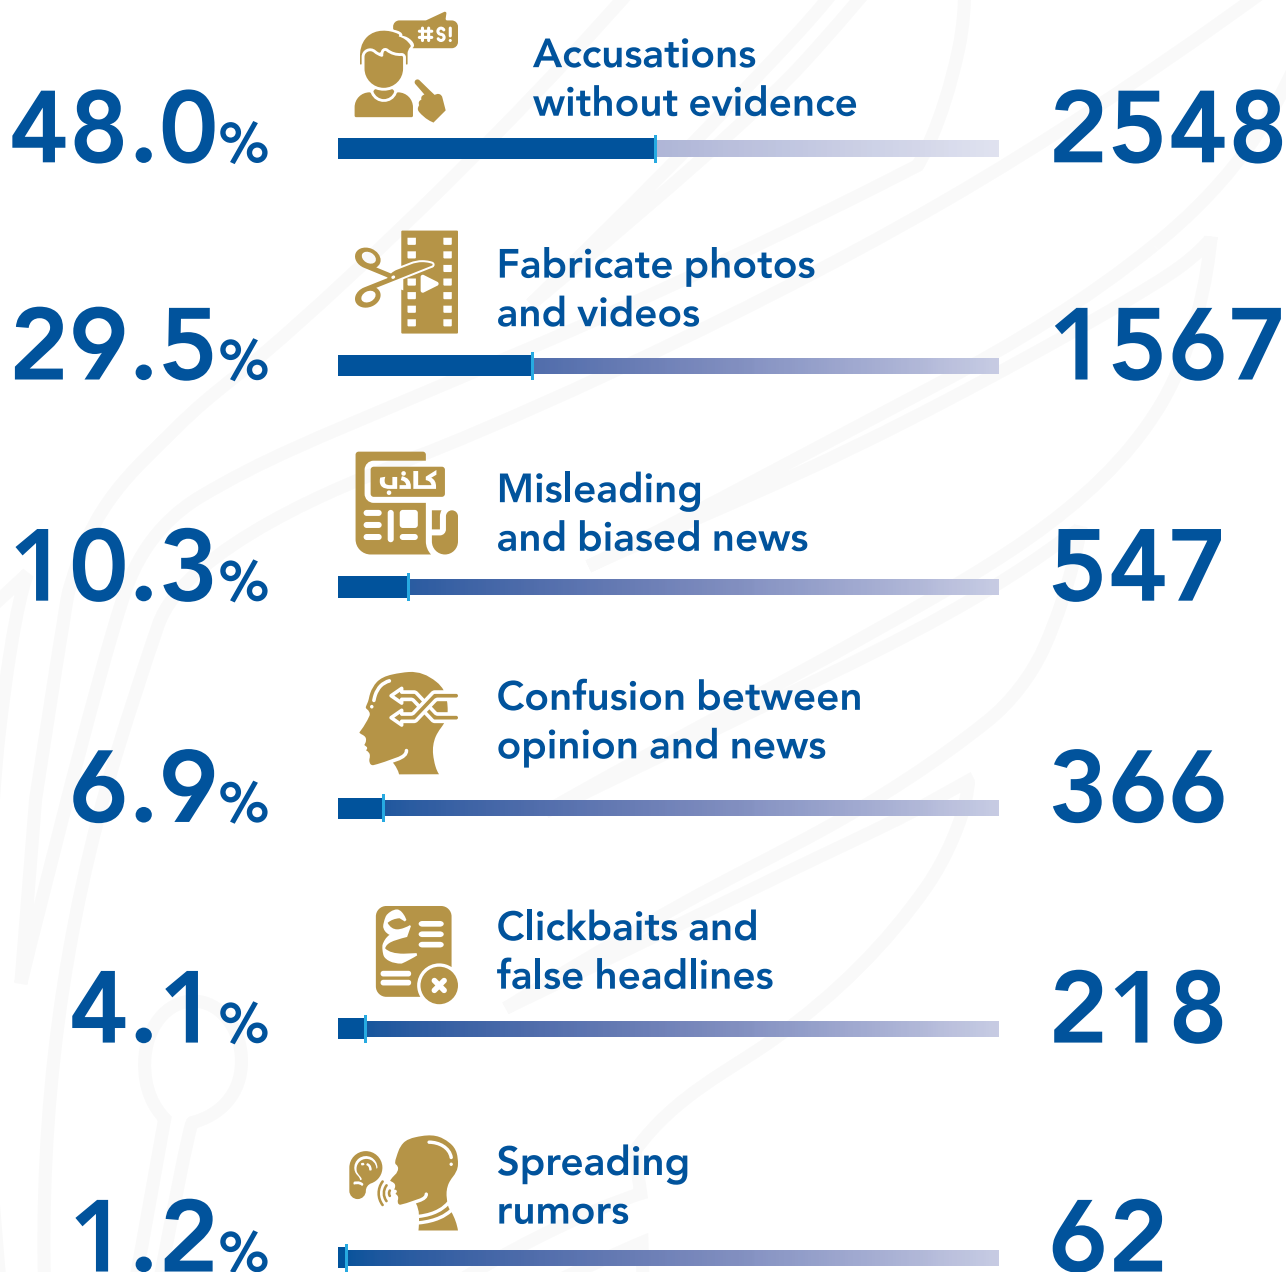 #$!
Accusations
without evidence
48.0%
2548
Fabricate photos
and videos
29.5%
1567
كاذب
Misleading
and biased news
10.3%
547
Confusion between
opinion and news
6.9%
366
ع
Clickbaits and
false headlines
4.1%
218
Spreading
rumors
1.2%
62